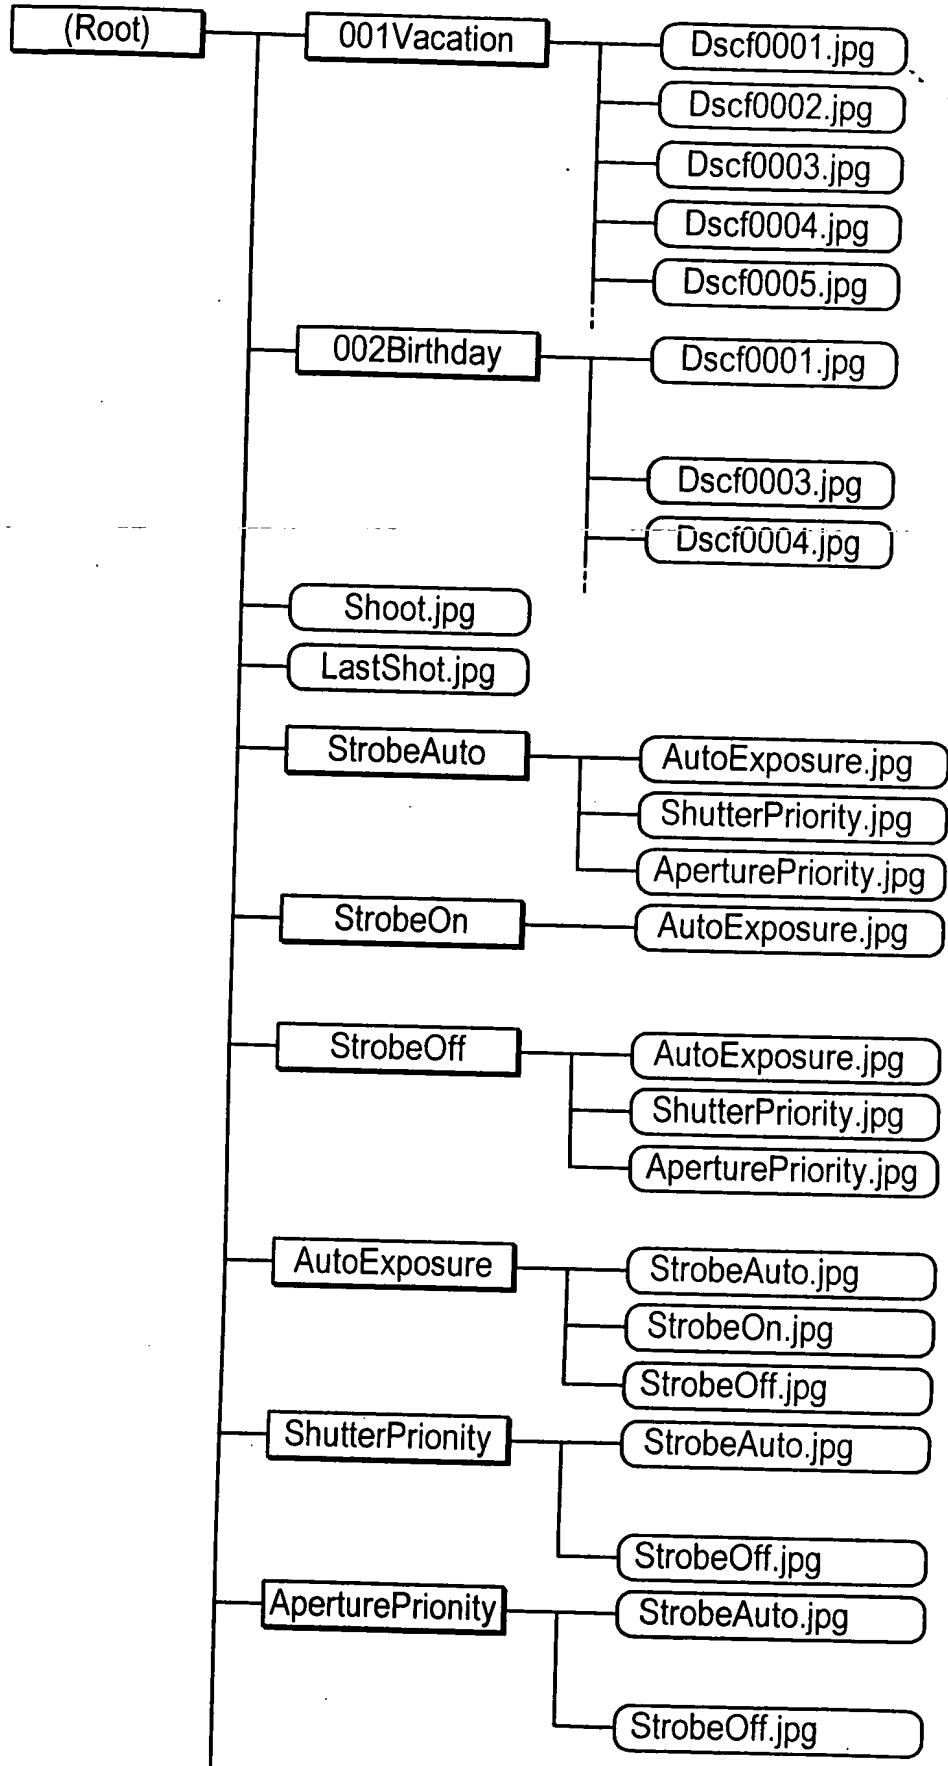 (Root)
001Vacation
Dscf0001.jpg
Dscf0002.jpg
Dscf0003.jpg
Dscf0004.jpg
Dscf0005.jpg
002Birthday
Dscf0001.jpg
Dscf0003.jpg
Dscf0004.jpg
Shoot.jpg
LastShot.jpg
StrobeAuto
AutoExposure.jpg
ShutterPriority.jpg
AperturePriority.jpg
StrobeOn
AutoExposure.jpg
StrobeOff
AutoExposure.jpg
ShutterPriority.jpg
AperturePriority.jpg
AutoExposure
StrobeAuto.jpg
StrobeOn.jpg
StrobeOff.jpg
ShutterPrionity
StrobeAuto.jpg
StrobeOff.jpg
AperturePrionity
StrobeAuto.jpg
StrobeOff.jpg